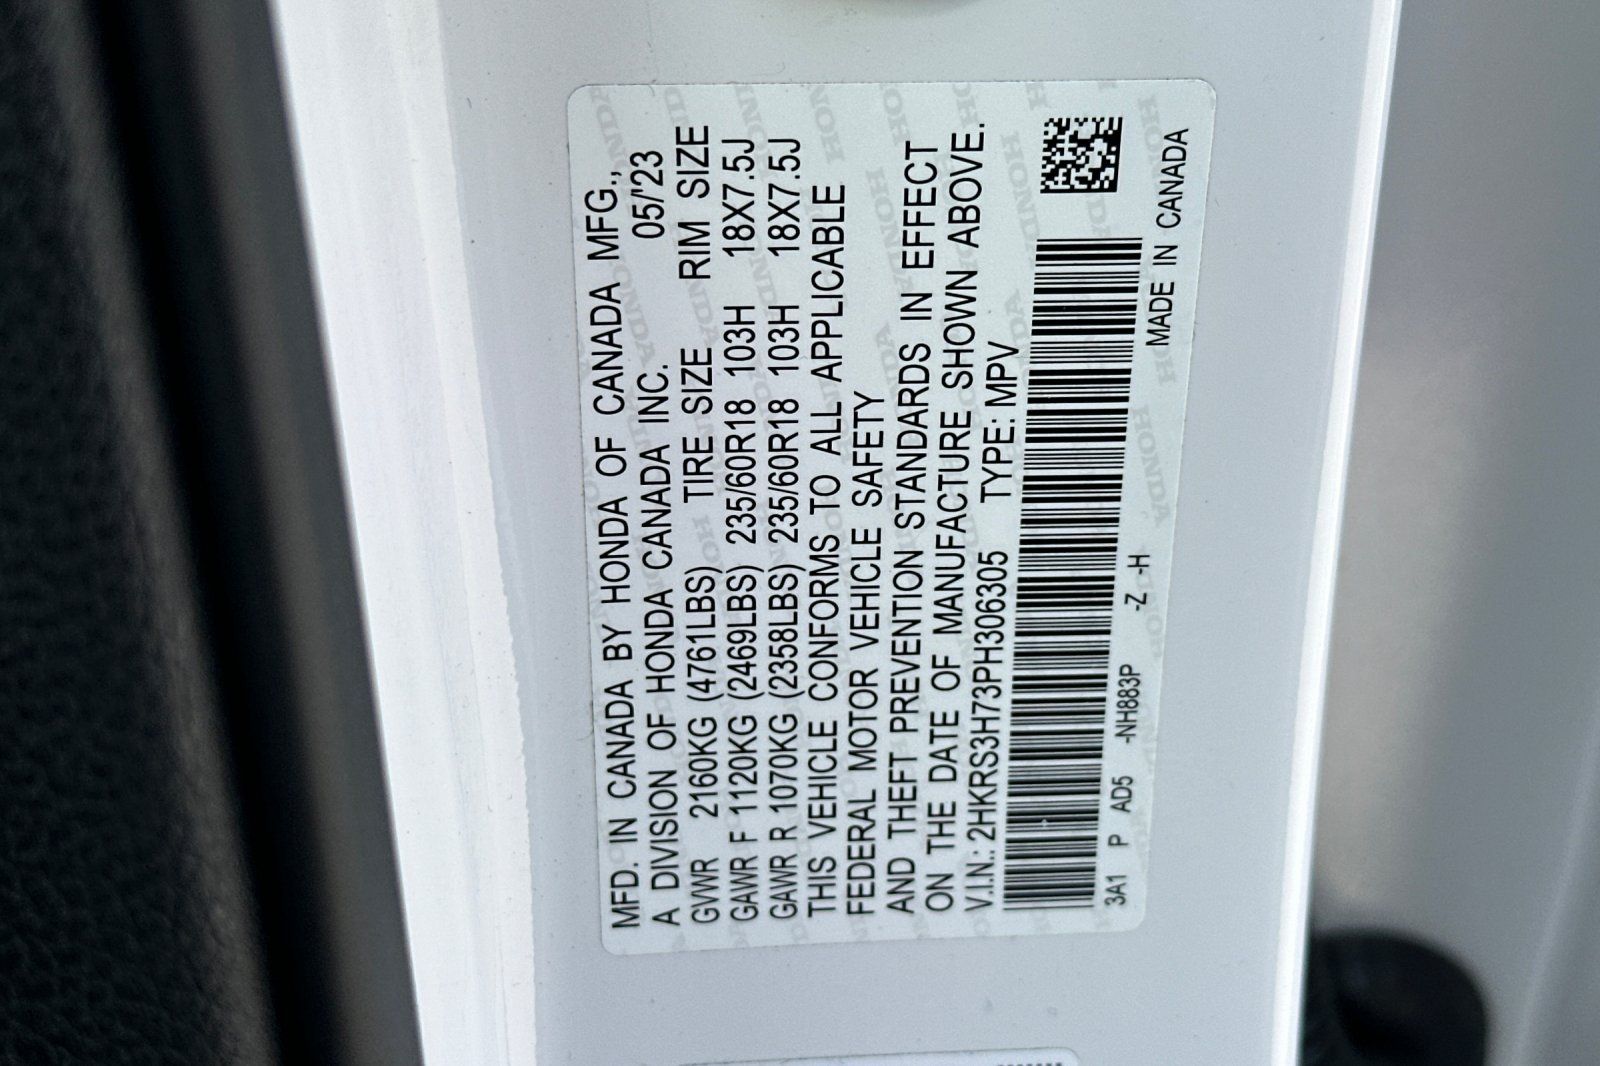 MFD. IN CANADA BY HONDA OF CANADA MFG.,
A DIVISION OF HONDA CANADA INC. 05/'23
GVWR 2160KG (4761LBS) TIRE SIZE RIM SIZE
GAWR F 1120KG (2469LBS) 235/60R18 103H 18X7.5J
GAWR R 1070KG (2358LBS) 235/60R18 103H 18X7.5J
THIS VEHICLE CONFORMS TO ALL APPLICABLE
FEDERAL MOTOR VEHICLE SAFETY
AND THEFT PREVENTION STANDARDS IN EFFECT
ON THE DATE OF MANUFACTURE SHOWN ABOVE.
V.I.N.: 2HKRS3H73PH306305 TYPE: MPV
3A1 P AD5 -NH883P -Z -H
MADE IN CANADA